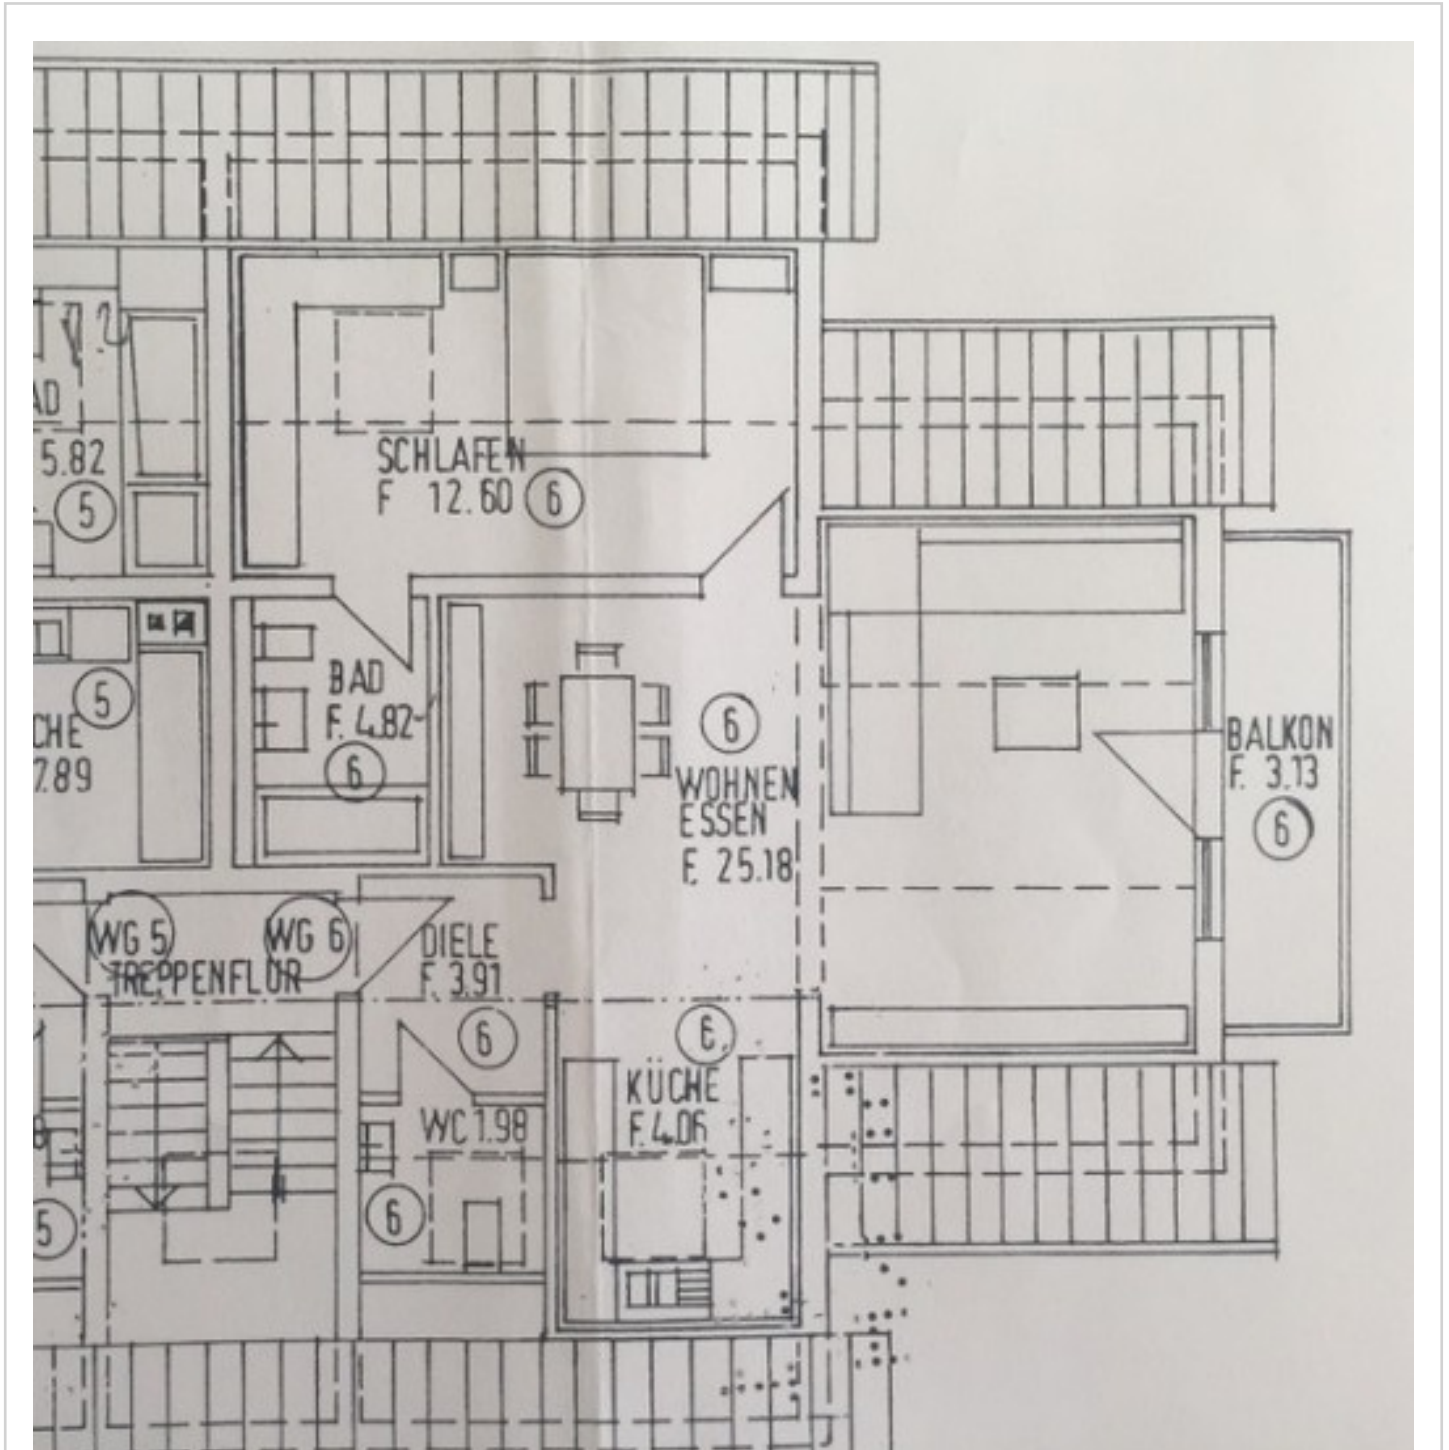 5.82
5
SCHLAFEN
F 12.60
6
5
7.89
BAD
F. 4.82
6
6
WOHNEN
ESSEN
F. 25.18
BALKON
F. 3.13
6
WG 5
WG 6
TREPPENFLUR
DIELE
F. 3.91
6
6
KÜCHE
F. 4.06
WC 1.98
6
5